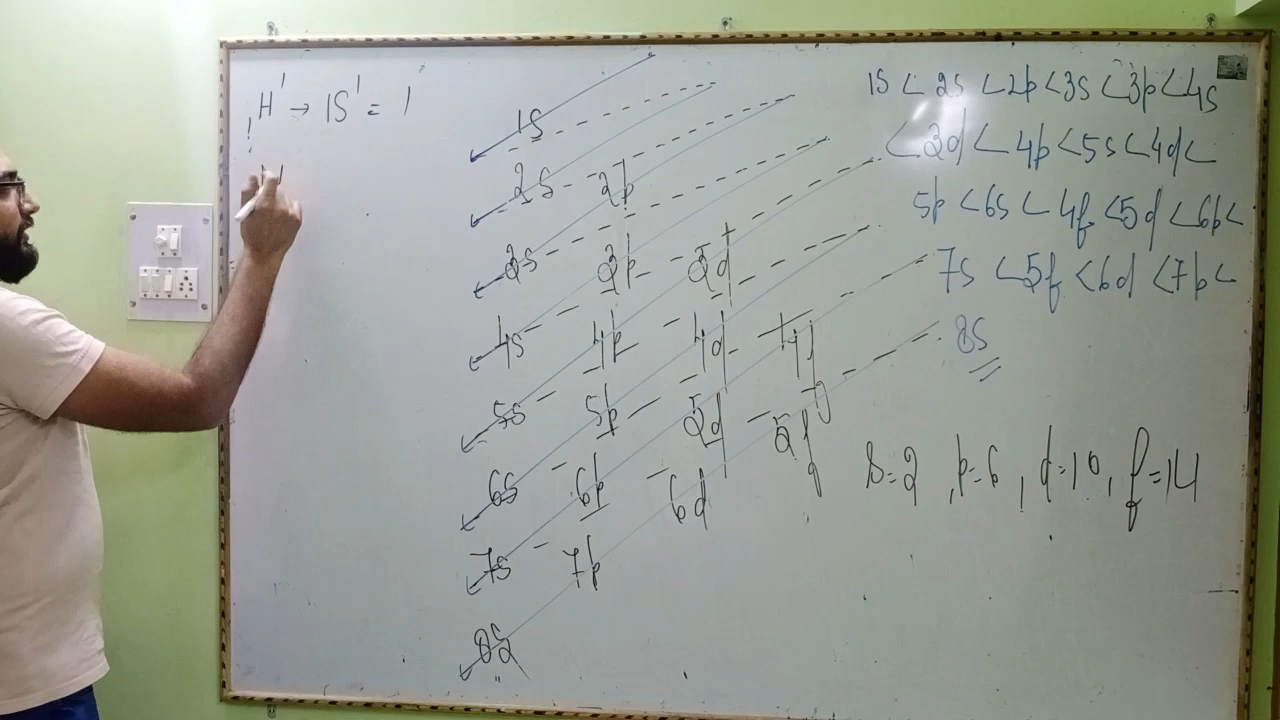 ₁H¹ → 1S¹ = 1
H
1S
2S 2p
3s 3p 3d
4s 4p 4d 4f
5s 5p 5d 5f
6s 6p 6d
7s 7p
8S
1S < 2s < 2p < 3s < 3p < 4s
< 3d < 4p < 5s < 4d <
5p < 6s < 4f < 5d < 6p <
7s < 5f < 6d < 7p <
8S
S=2, p=6, d=10, f=14